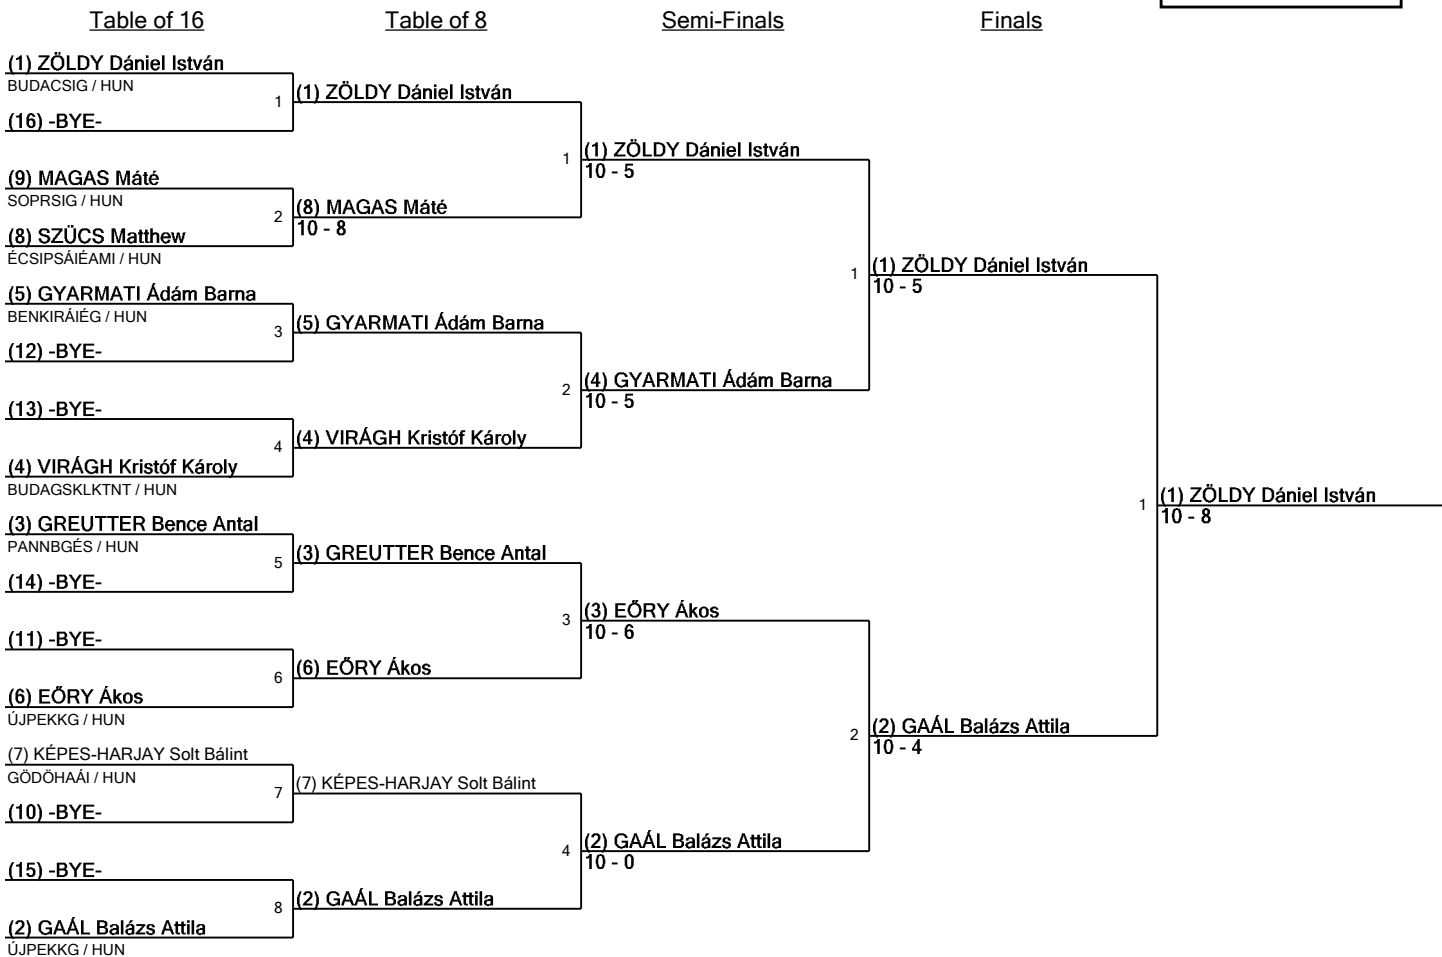 Table of 16
Table of 8
Semi-Finals
Finals
(1) ZÖLDY Dániel István
BUDACSIG / HUN
1
(16) -BYE-
(9) MAGAS Máté
SOPRSIG / HUN
2
(8) SZÜCS Matthew
ÉCSIPSÁIÉAMI / HUN
(5) GYARMATI Ádám Barna
BENKIRÁIÉG / HUN
3
(12) -BYE-
(13) -BYE-
4
(4) VIRÁGH Kristóf Károly
BUDAGSKLKTNT / HUN
(3) GREUTTER Bence Antal
PANNBGÉS / HUN
5
(14) -BYE-
(11) -BYE-
6
(6) EŐRY Ákos
ÚJPEKKG / HUN
(7) KÉPES-HARJAY Solt Bálint
GÖDÖHAÁI / HUN
7
(10) -BYE-
(15) -BYE-
8
(2) GAÁL Balázs Attila
ÚJPEKKG / HUN
(1) ZÖLDY Dániel István
1
(8) MAGAS Máté
10 - 8
(5) GYARMATI Ádám Barna
2
(4) VIRÁGH Kristóf Károly
(3) GREUTTER Bence Antal
3
(6) EŐRY Ákos
(7) KÉPES-HARJAY Solt Bálint
4
(2) GAÁL Balázs Attila
(1) ZÖLDY Dániel István
10 - 5
1
(4) GYARMATI Ádám Barna
10 - 5
(3) EŐRY Ákos
10 - 6
2
(2) GAÁL Balázs Attila
10 - 0
(1) ZÖLDY Dániel István
10 - 5
1
(2) GAÁL Balázs Attila
10 - 4
(1) ZÖLDY Dániel István
10 - 8